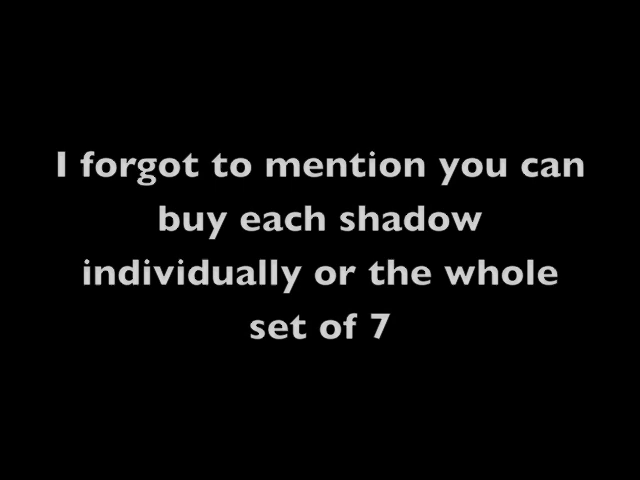 I forgot to mention you can
buy each shadow
individually or the whole
set of 7